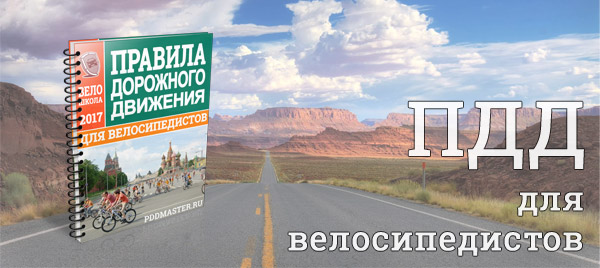 ПРАВИЛА
ДОРОЖНОГО
ДВИЖЕНИЯ
ВЕЛО
ШКОЛА
2017
ДЛЯ ВЕЛОСИПЕДИСТОВ
PDDMASTER.RU
ПДД
для
велосипедистов